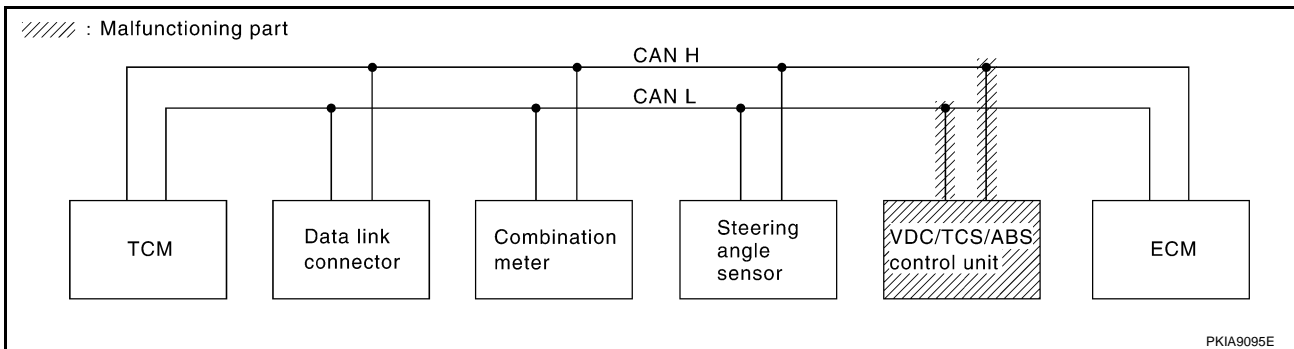 : Malfunctioning part
CAN H
CAN L
TCM
Data link
connector
Combination
meter
Steering
angle
sensor
VDC/TCS/ABS
control unit
ECM
PKIA9095E